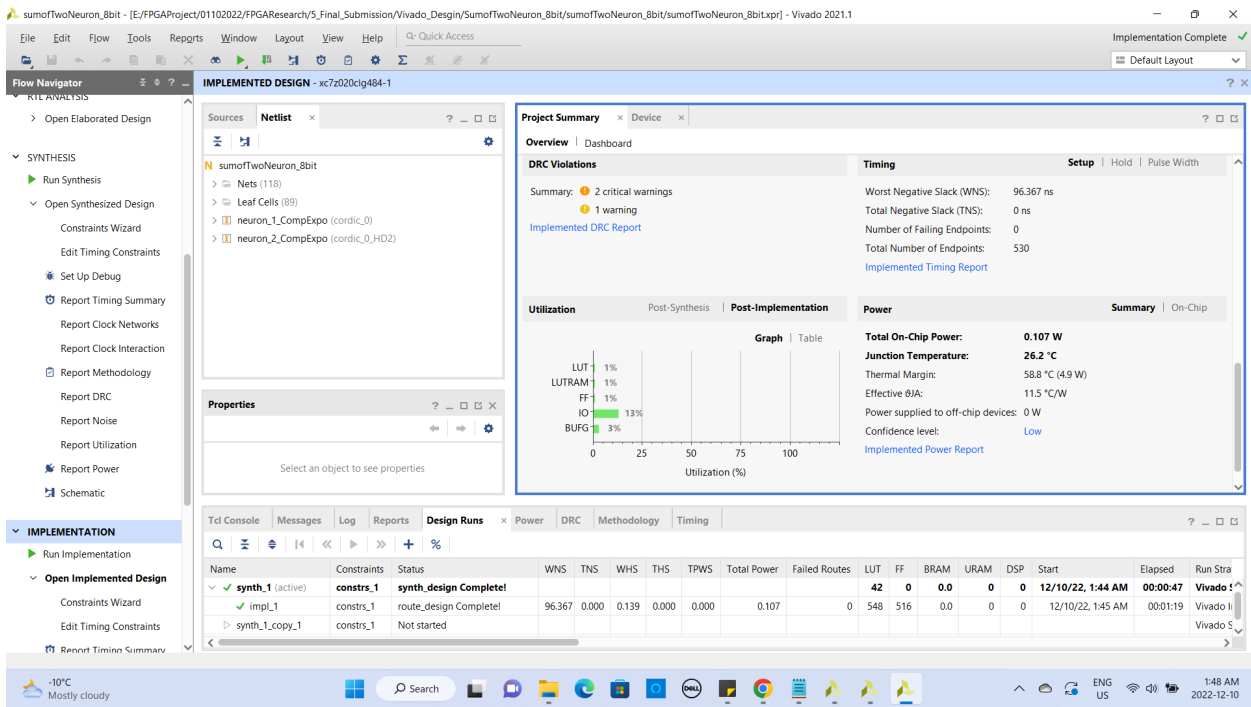 sumofTwoNeuron_8bit - [E:/FPGAProject/01102022/FPGAResearch/5_Final_Submission/Vivado_Desgin/SumofTwoNeuron_8bit/sumofTwoNeuron_8bit/sumofTwoNeuron_8bit.xpr] - Vivado 2021.1
File Edit Flow Tools Reports Window Layout View Help Q- Quick Access Implementation Complete
Default Layout
Flow Navigator
IMPLEMENTED DESIGN - xc7z020clg484-1
RTL ANALYSIS
Open Elaborated Design
SYNTHESIS
Run Synthesis
Open Synthesized Design
Constraints Wizard
Edit Timing Constraints
Set Up Debug
Report Timing Summary
Report Clock Networks
Report Clock Interaction
Report Methodology
Report DRC
Report Noise
Report Utilization
Report Power
Schematic
IMPLEMENTATION
Run Implementation
Open Implemented Design
Constraints Wizard
Edit Timing Constraints
Report Timing Summary
Sources Netlist
sumofTwoNeuron_8bit
Nets (118)
Leaf Cells (89)
neuron_1_CompExpo (cordic_0)
neuron_2_CompExpo (cordic_0_HD2)
Properties
Select an object to see properties
Project Summary Device
Overview | Dashboard
DRC Violations
Summary: 2 critical warnings
1 warning
Implemented DRC Report
Timing Setup | Hold | Pulse Width
Worst Negative Slack (WNS): 96.367 ns
Total Negative Slack (TNS): 0 ns
Number of Failing Endpoints: 0
Total Number of Endpoints: 530
Implemented Timing Report
Utilization Post-Synthesis | Post-Implementation
Graph | Table
LUT 1%
LUTRAM 1%
FF 1%
IO 13%
BUFG 3%
0 25 50 75 100
Utilization (%)
Power Summary | On-Chip
Total On-Chip Power: 0.107 W
Junction Temperature: 26.2 °C
Thermal Margin: 58.8 °C (4.9 W)
Effective ϑJA: 11.5 °C/W
Power supplied to off-chip devices: 0 W
Confidence level: Low
Implemented Power Report
Tcl Console Messages Log Reports Design Runs Power DRC Methodology Timing
Name Constraints Status WNS TNS WHS THS TPWS Total Power Failed Routes LUT FF BRAM URAM DSP Start Elapsed Run Stra
synth_1 (active) constrs_1 synth_design Complete! 42 0 0.0 0 0 12/10/22, 1:44 AM 00:00:47 Vivado S
impl_1 constrs_1 route_design Complete! 96.367 0.000 0.139 0.000 0.000 0.107 0 548 516 0.0 0 0 12/10/22, 1:45 AM 00:01:19 Vivado I
synth_1_copy_1 constrs_1 Not started Vivado S
-10°C
Mostly cloudy
Search
DELL
ENG
US
1:48 AM
2022-12-10